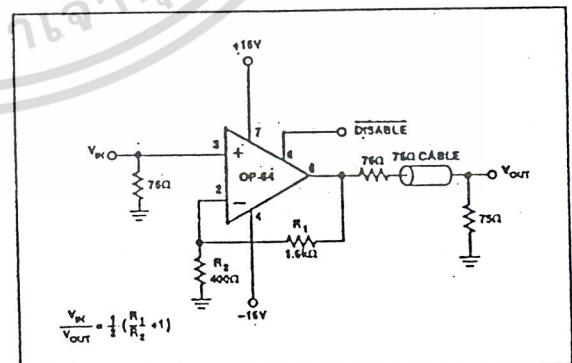 +15V
7
DISABLE
V_IN
3
+
8
75Ω
OP-64
6
75Ω
75Ω CABLE
V_OUT
2
−
4
75Ω
R₁
1.6kΩ
R₂
400Ω
−15V
V_IN / V_OUT = 1/2 (R₁/R₂ +1)